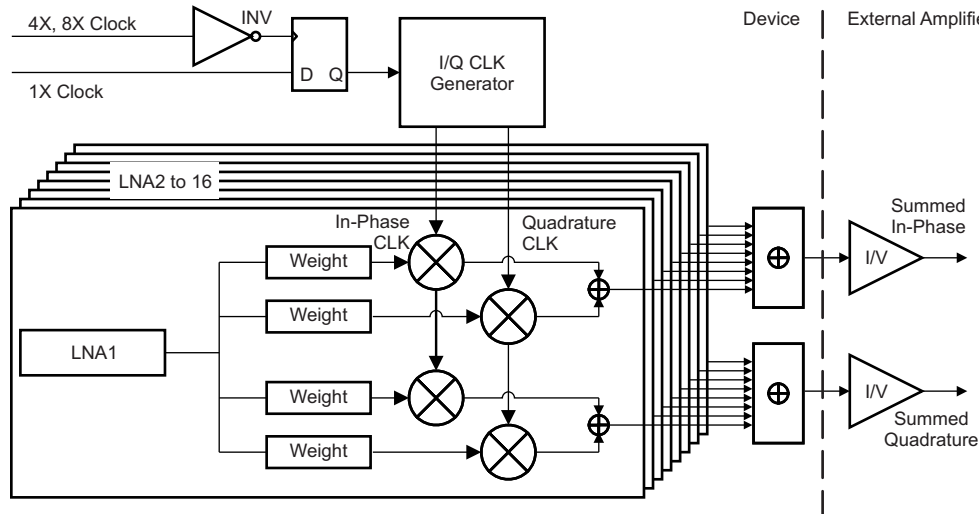 4X, 8X Clock
INV
Device
External Amplifie
D Q
1X Clock
I/Q CLK
Generator
LNA2 to 16
In-Phase
CLK
Quadrature
CLK
Weight
Weight
LNA1
Weight
Weight
Summed
In-Phase
I/V
I/V
Summed
Quadrature